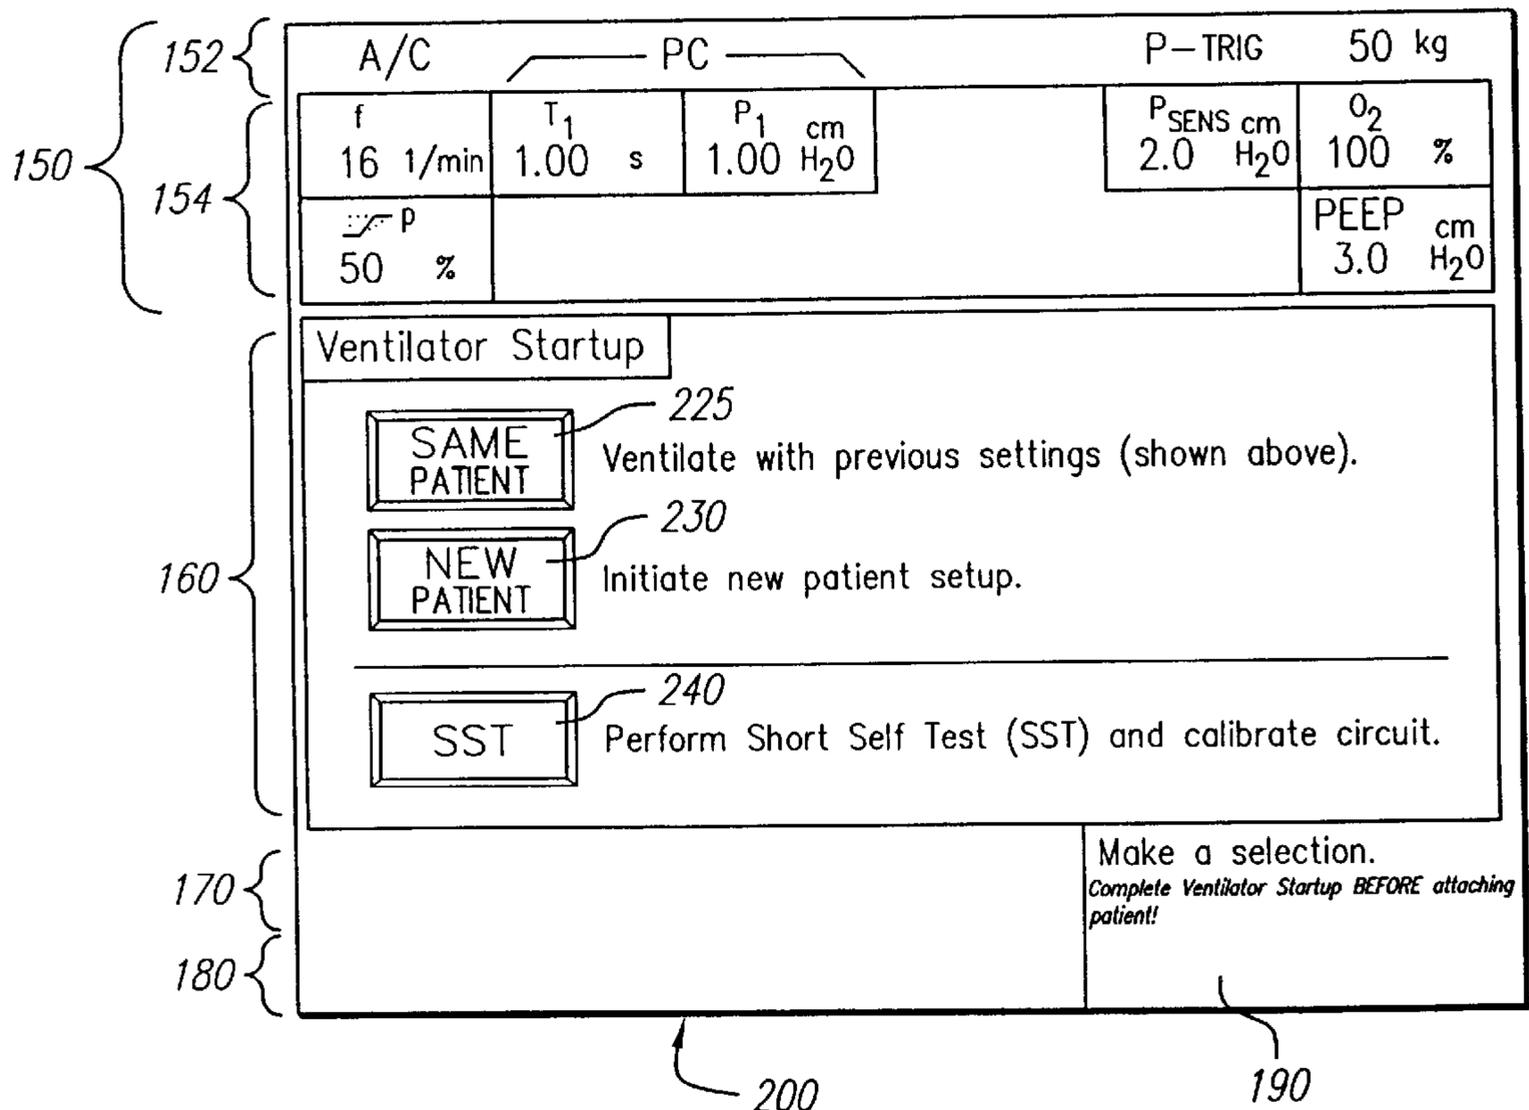 152 A/C PC P-TRIG 50 kg
150
154
f
16 1/min
T1
1.00 s
P1 cm
1.00 H2O
PSENS cm
2.0 H2O
O2
100 %
P
50 %
PEEP cm
3.0 H2O
160
Ventilator Startup
225
SAME
PATIENT
Ventilate with previous settings (shown above).
230
NEW
PATIENT
Initiate new patient setup.
240
SST
Perform Short Self Test (SST) and calibrate circuit.
170
180
Make a selection.
Complete Ventilator Startup BEFORE attaching
patient!
200
190